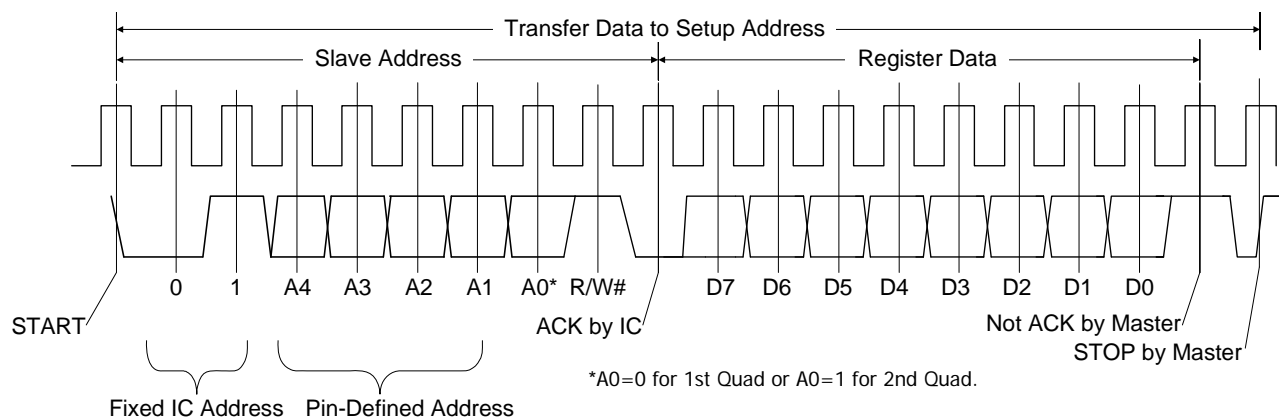 Transfer Data to Setup Address
Slave Address
Register Data
0 1 A4 A3 A2 A1 A0* R/W# D7 D6 D5 D4 D3 D2 D1 D0
START
ACK by IC
Not ACK by Master
STOP by Master
*A0=0 for 1st Quad or A0=1 for 2nd Quad.
Fixed IC Address
Pin-Defined Address